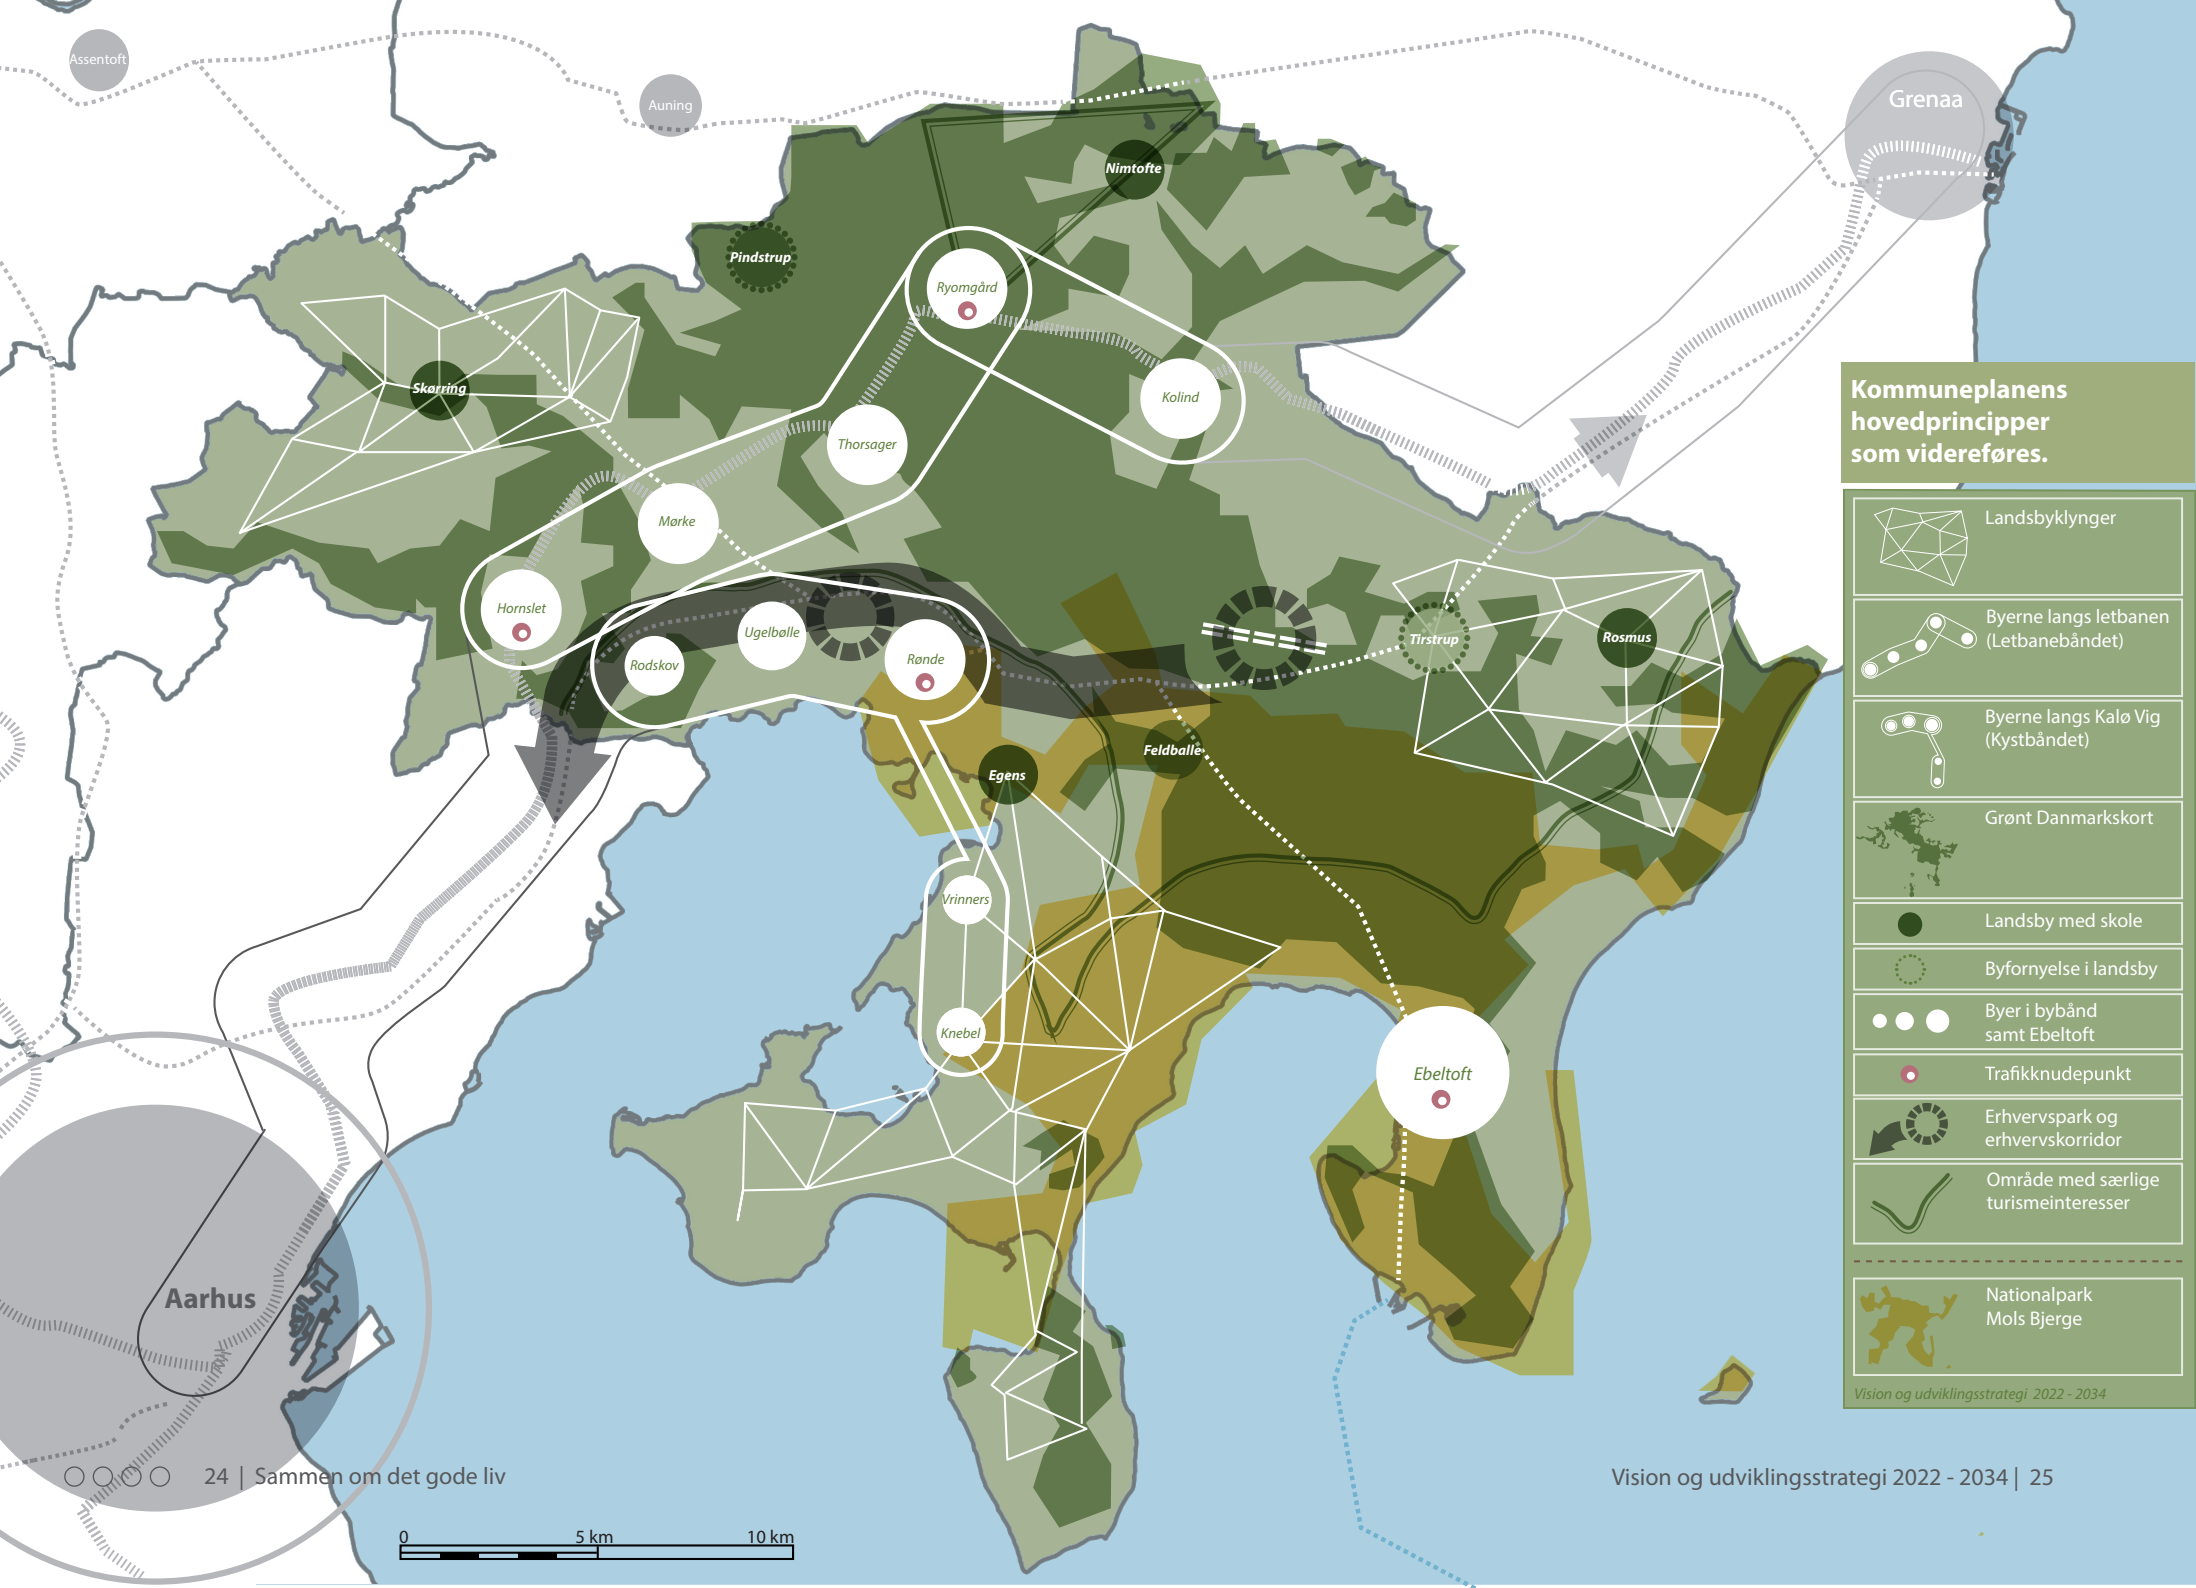 Assentoft
Auning
Grenaa
Nimtofte
Pindstrup
Ryomgård
Skørring
Kolind
Thorsager
Mørke
Hornslet
Ugelbølle
Rodskov
Rønde
Tirstrup
Rosmus
Feldballe
Egens
Vrinners
Knebel
Ebeltoft
Aarhus
Kommuneplanens
hovedprincipper
som videreføres.
Landsbyklynger
Byerne langs letbanen
(Letbanebåndet)
Byerne langs Kalø Vig
(Kystbåndet)
Grønt Danmarkskort
Landsby med skole
Byfornyelse i landsby
Byer i bybånd
samt Ebeltoft
Trafikknudepunkt
Erhvervspark og
erhvervskorridor
Område med særlige
turismeinteresser
Nationalpark
Mols Bjerge
Vision og udviklingsstrategi 2022 - 2034
24 | Sammen om det gode liv
Vision og udviklingsstrategi 2022 - 2034 | 25
0 5 km 10 km